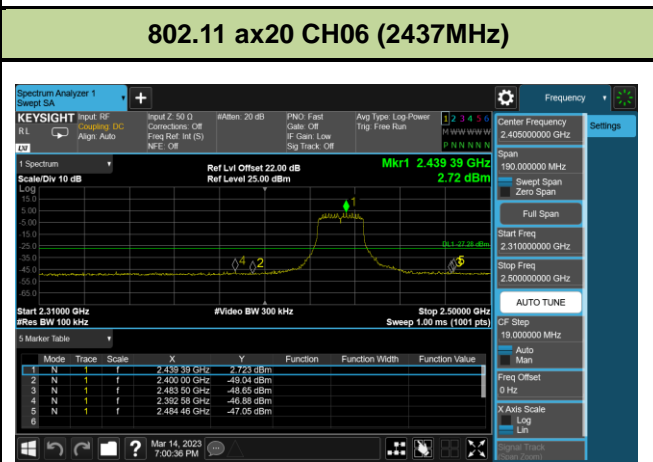 802.11 ax20 CH06 (2437MHz)
Spectrum Analyzer 1
Swept SA
Frequency
KEYSIGHT
RL
Input: RF
Coupling: DC
Align: Auto
Input Z: 50 Ω
Corrections: Off
Freq Ref: Int (S)
NFE: Off
#Atten: 20 dB
PNO: Fast
Gate: Off
IF Gain: Low
Sig Track: Off
Avg Type: Log-Power
Trig: Free Run
1 2 3 4 5 6
M W W W W W
P N N N N N
Center Frequency
2.405000000 GHz
Settings
Span
190.000000 MHz
Swept Span
Zero Span
Full Span
Start Freq
2.310000000 GHz
Stop Freq
2.500000000 GHz
AUTO TUNE
CF Step
19.000000 MHz
Auto
Man
Freq Offset
0 Hz
X Axis Scale
Log
Lin
Signal Track
(Span Zoom)
1 Spectrum
Scale/Div 10 dB
Ref Lvl Offset 22.00 dB
Ref Level 25.00 dBm
Mkr1 2.439 39 GHz
2.72 dBm
Log
15.0
5.00
-5.00
-15.0
-25.0
-35.0
-45.0
-55.0
-65.0
1
DL1 -27.28 dBm
4
2
5
Start 2.31000 GHz
#Res BW 100 kHz
#Video BW 300 kHz
Stop 2.50000 GHz
Sweep 1.00 ms (1001 pts)
5 Marker Table
Mode Trace Scale X Y Function Function Width Function Value
1 N 1 f 2.439 39 GHz 2.723 dBm
2 N 1 f 2.400 00 GHz -49.04 dBm
3 N 1 f 2.483 50 GHz -48.65 dBm
4 N 1 f 2.392 58 GHz -46.88 dBm
5 N 1 f 2.484 46 GHz -47.05 dBm
6
?
Mar 14, 2023
7:00:36 PM